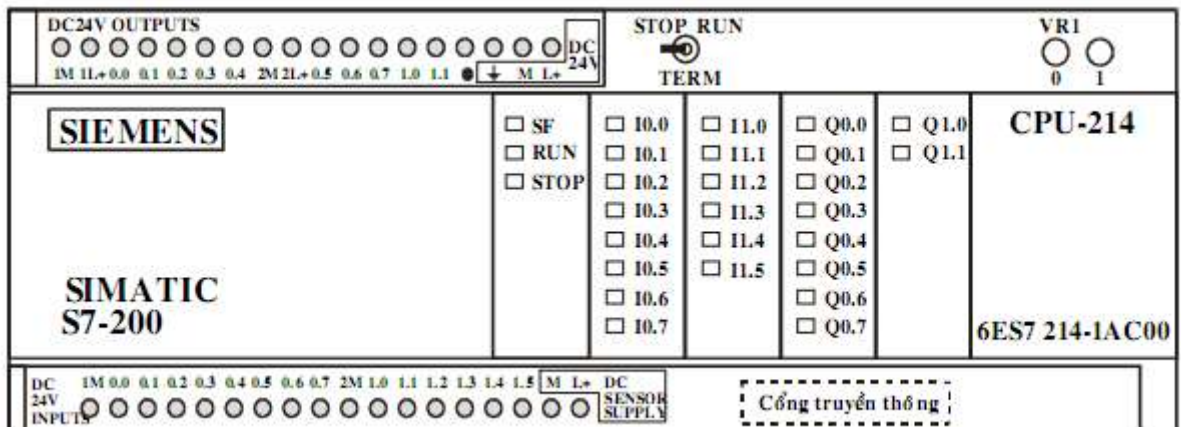 DC24V OUTPUTS
1M 1L+ 0.0 0.1 0.2 0.3 0.4 2M 2L+ 0.5 0.6 0.7 1.0 1.1 M L+
DC
24V
STOP RUN
TERM
VR1
0 1
SIEMENS
SIMATIC
S7-200
SF
RUN
STOP
I0.0
I0.1
I0.2
I0.3
I0.4
I0.5
I0.6
I0.7
I1.0
I1.1
I1.2
I1.3
I1.4
I1.5
Q0.0
Q0.1
Q0.2
Q0.3
Q0.4
Q0.5
Q0.6
Q0.7
Q1.0
Q1.1
CPU-214
6ES7 214-1AC00
DC
24V
INPUTS
1M 0.0 0.1 0.2 0.3 0.4 0.5 0.6 0.7 2M 1.0 1.1 1.2 1.3 1.4 1.5 M L+
DC
SENSOR
SUPPLY
Cổng truyền thông